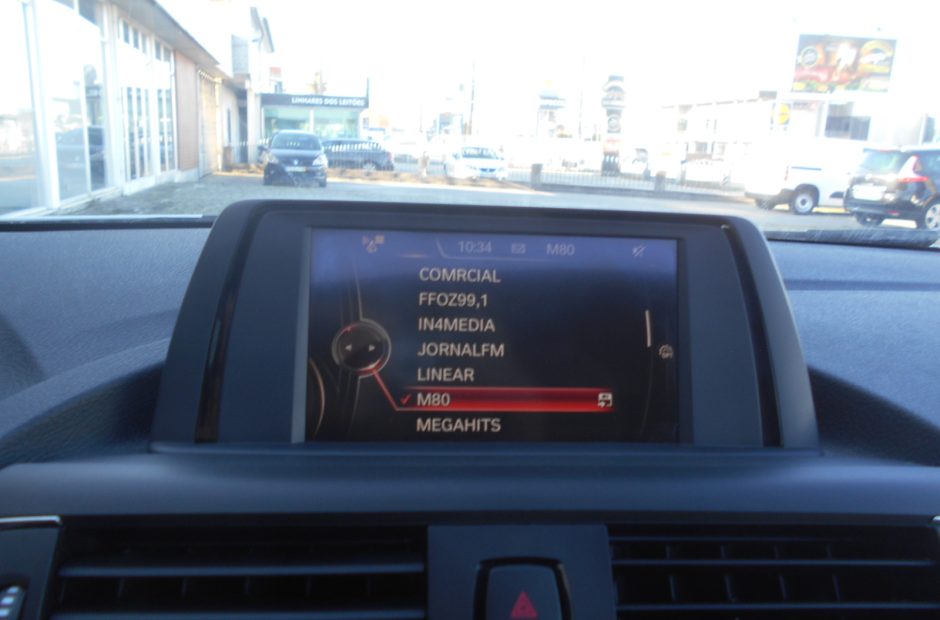 LINHARES DOS LEITÕES
10:34 M80
COMRCIAL
FFOZ99,1
IN4MEDIA
JORNALFM
LINEAR
M80
MEGAHITS